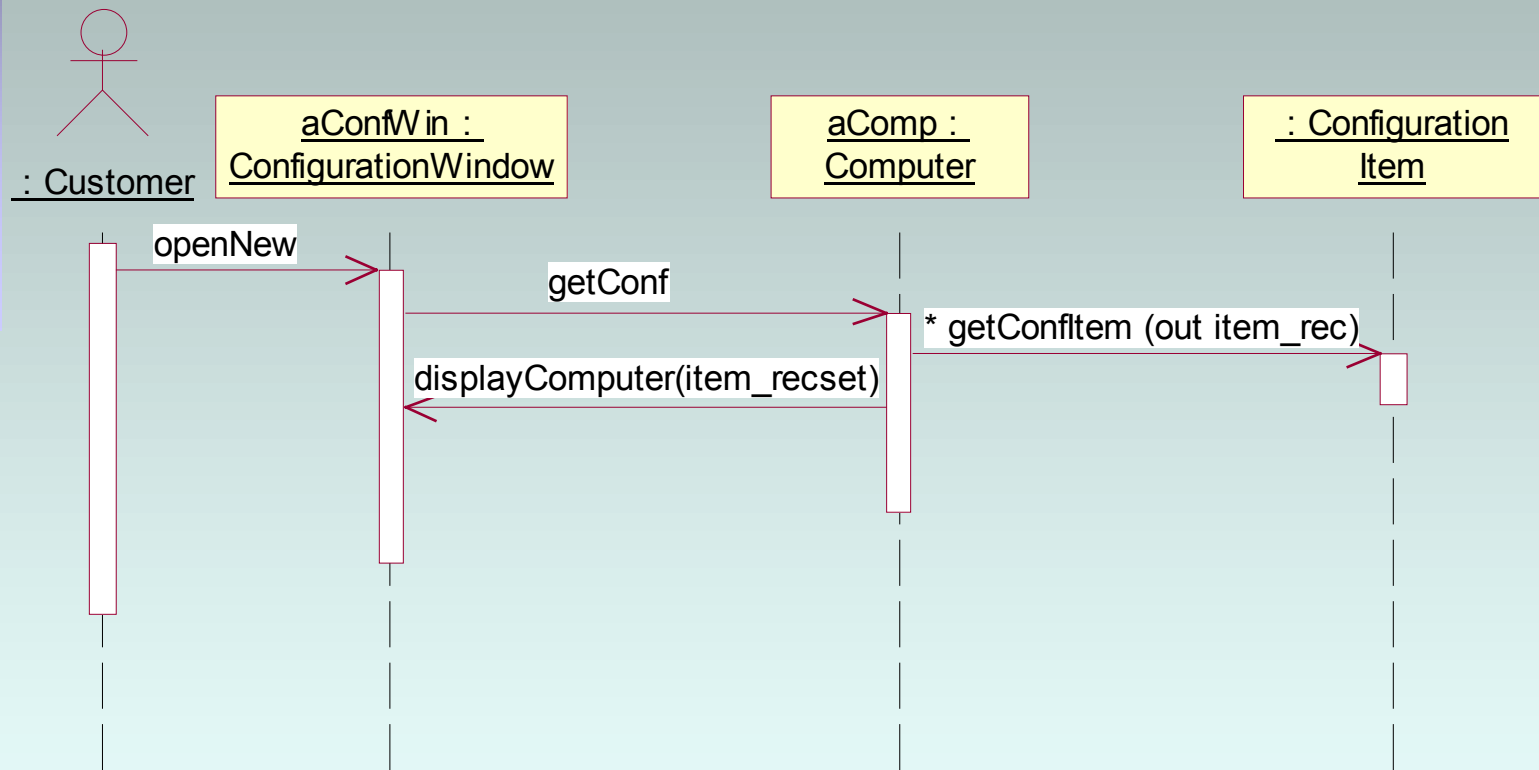 : Customer
aConfWin :
ConfigurationWindow
aComp :
Computer
: Configuration
Item
openNew
getConf
* getConfItem (out item_rec)
displayComputer(item_recset)